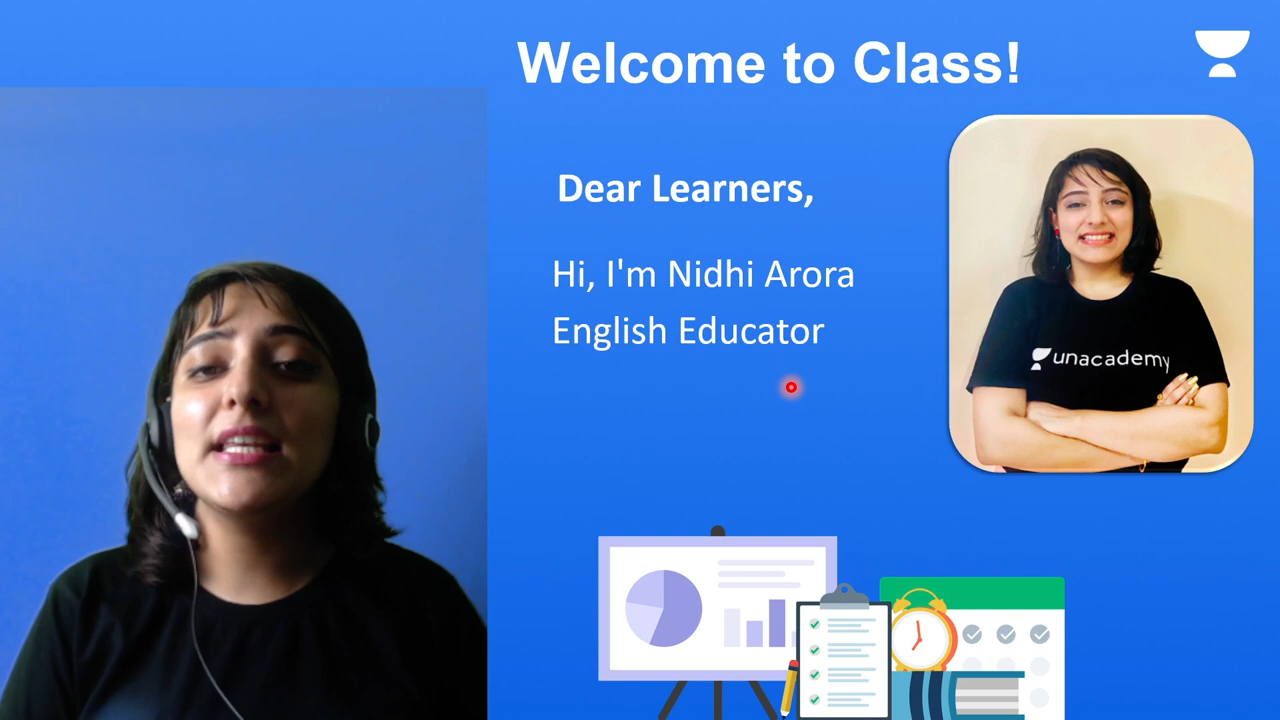 Welcome to Class!
Dear Learners,
Hi, I'm Nidhi Arora
English Educator
unacademy